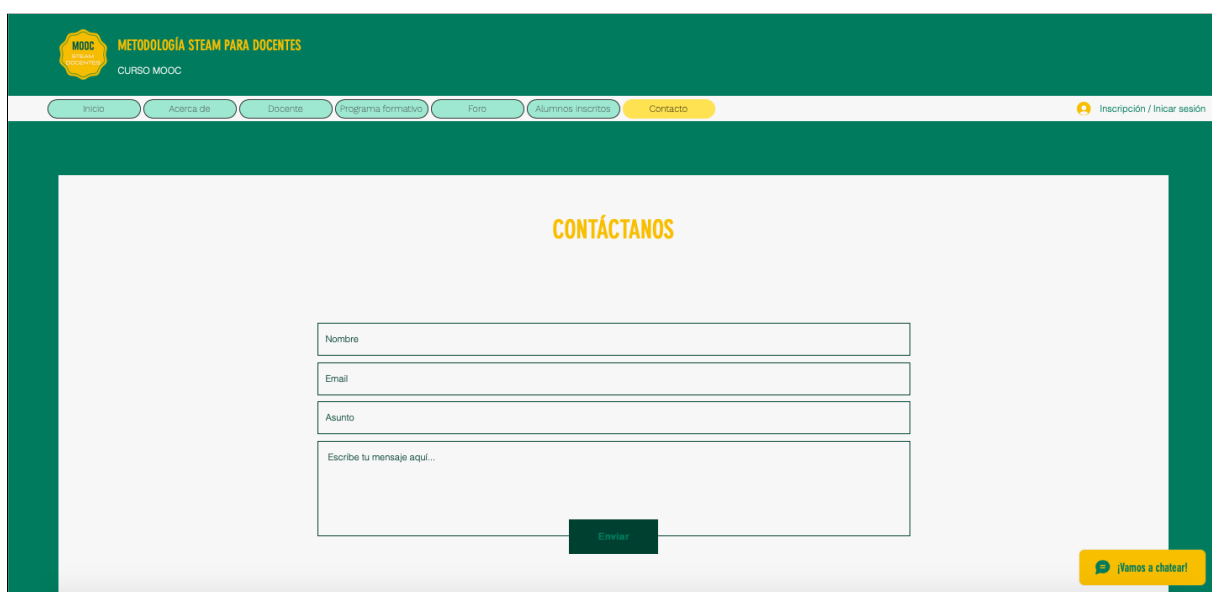 MOOC
STEAM
DOCENTES
METODOLOGÍA STEAM PARA DOCENTES
CURSO MOOC
Inicio
Acerca de
Docente
Programa formativo
Foro
Alumnos inscritos
Contacto
Inscripción / Inicar sesión
CONTÁCTANOS
Nombre
Email
Asunto
Escribe tu mensaje aquí...
Enviar
¡Vamos a chatear!